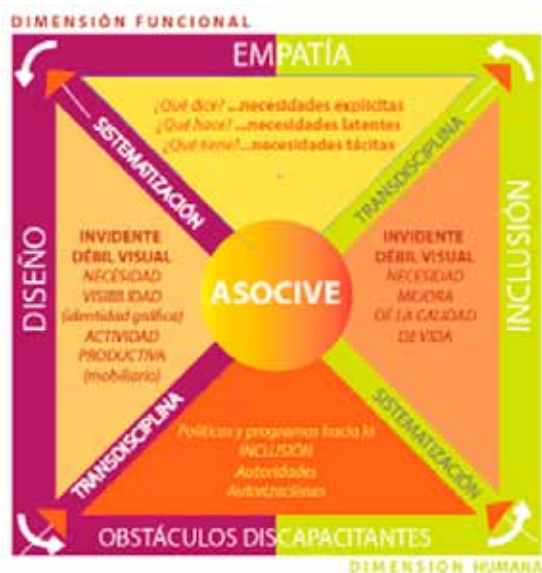 DIMENSIÓN FUNCIONAL
EMPATÍA
¿Qué dice? ...necesidades explícitas
¿Qué hace? ...necesidades latentes
¿Qué tiene? ...necesidades tácitas
SISTEMATIZACIÓN
TRANSDISCIPLINA
DISEÑO
INVIDENTE
DÉBIL VISUAL
NECESIDAD
VISIBILIDAD
(identidad gráfica)
ACTIVIDAD
PRODUCTIVA
(mobiliario)
ASOCIVE
INVIDENTE
DÉBIL VISUAL
NECESIDAD
MEJORA
DE LA CALIDAD
DE VIDA
INCLUSIÓN
TRANSDISCIPLINA
SISTEMATIZACIÓN
Políticas y programas hacia la
INCLUSIÓN
Autoridades
Autorizaciones
OBSTÁCULOS DISCAPACITANTES
DIMENSIÓN HUMANA